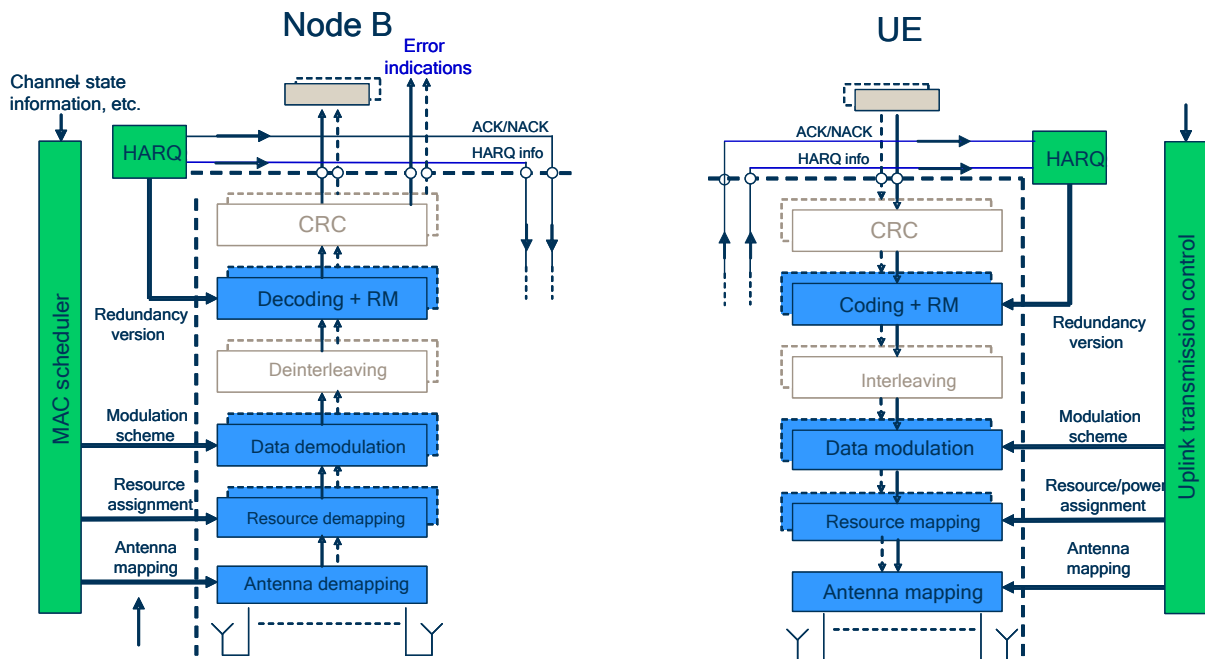 Node B
UE
Error
indications
Channel state
information, etc.
HARQ
ACK/NACK
HARQ info
CRC
Decoding + RM
Redundancy
version
Deinterleaving
MAC scheduler
Modulation
scheme
Data demodulation
Resource
assignment
Resource demapping
Antenna
mapping
Antenna demapping
ACK/NACK
HARQ info
HARQ
CRC
Coding + RM
Redundancy
version
Interleaving
Uplink transmission control
Modulation
scheme
Data modulation
Resource/power
assignment
Resource mapping
Antenna
mapping
Antenna mapping